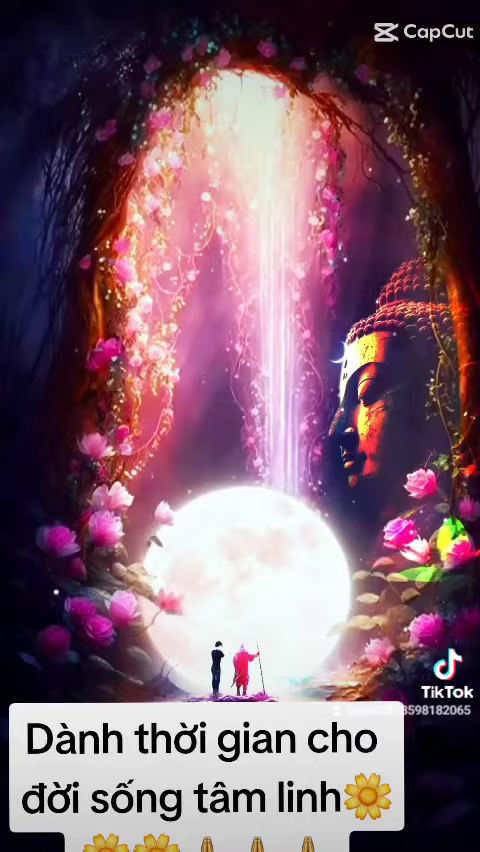 CapCut
TikTok
Dành thời gian cho
đời sống tâm linh🌼
🌼🌼🙏🙏🙏